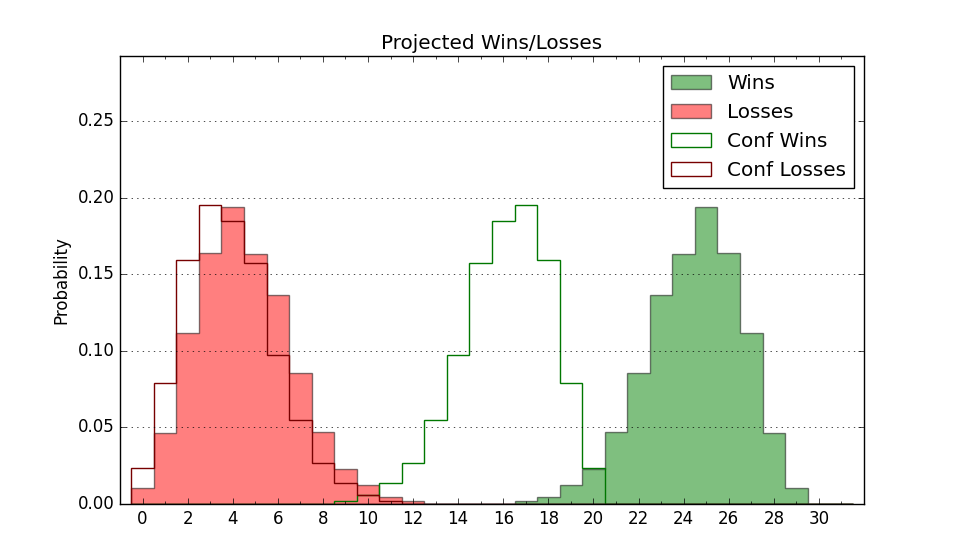 Projected Wins/Losses
Wins
Losses
Conf Wins
Conf Losses
Probability
0.25
0.20
0.15
0.10
0.05
0.00
0 2 4 6 8 10 12 14 16 18 20 22 24 26 28 30